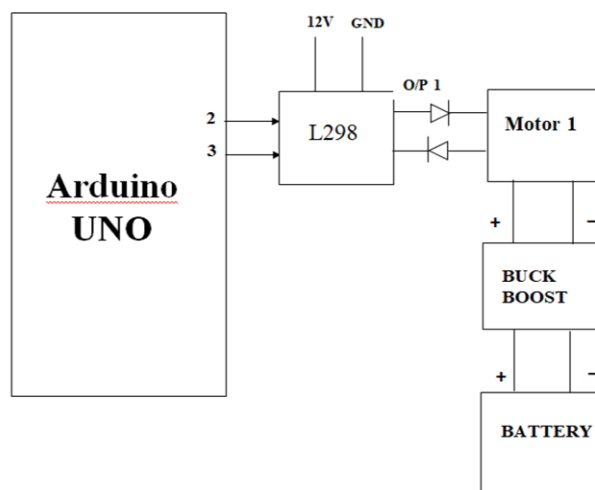 12V GND
O/P 1
2
L298
Motor 1
3
Arduino
UNO
+ –
BUCK
BOOST
+ –
BATTERY